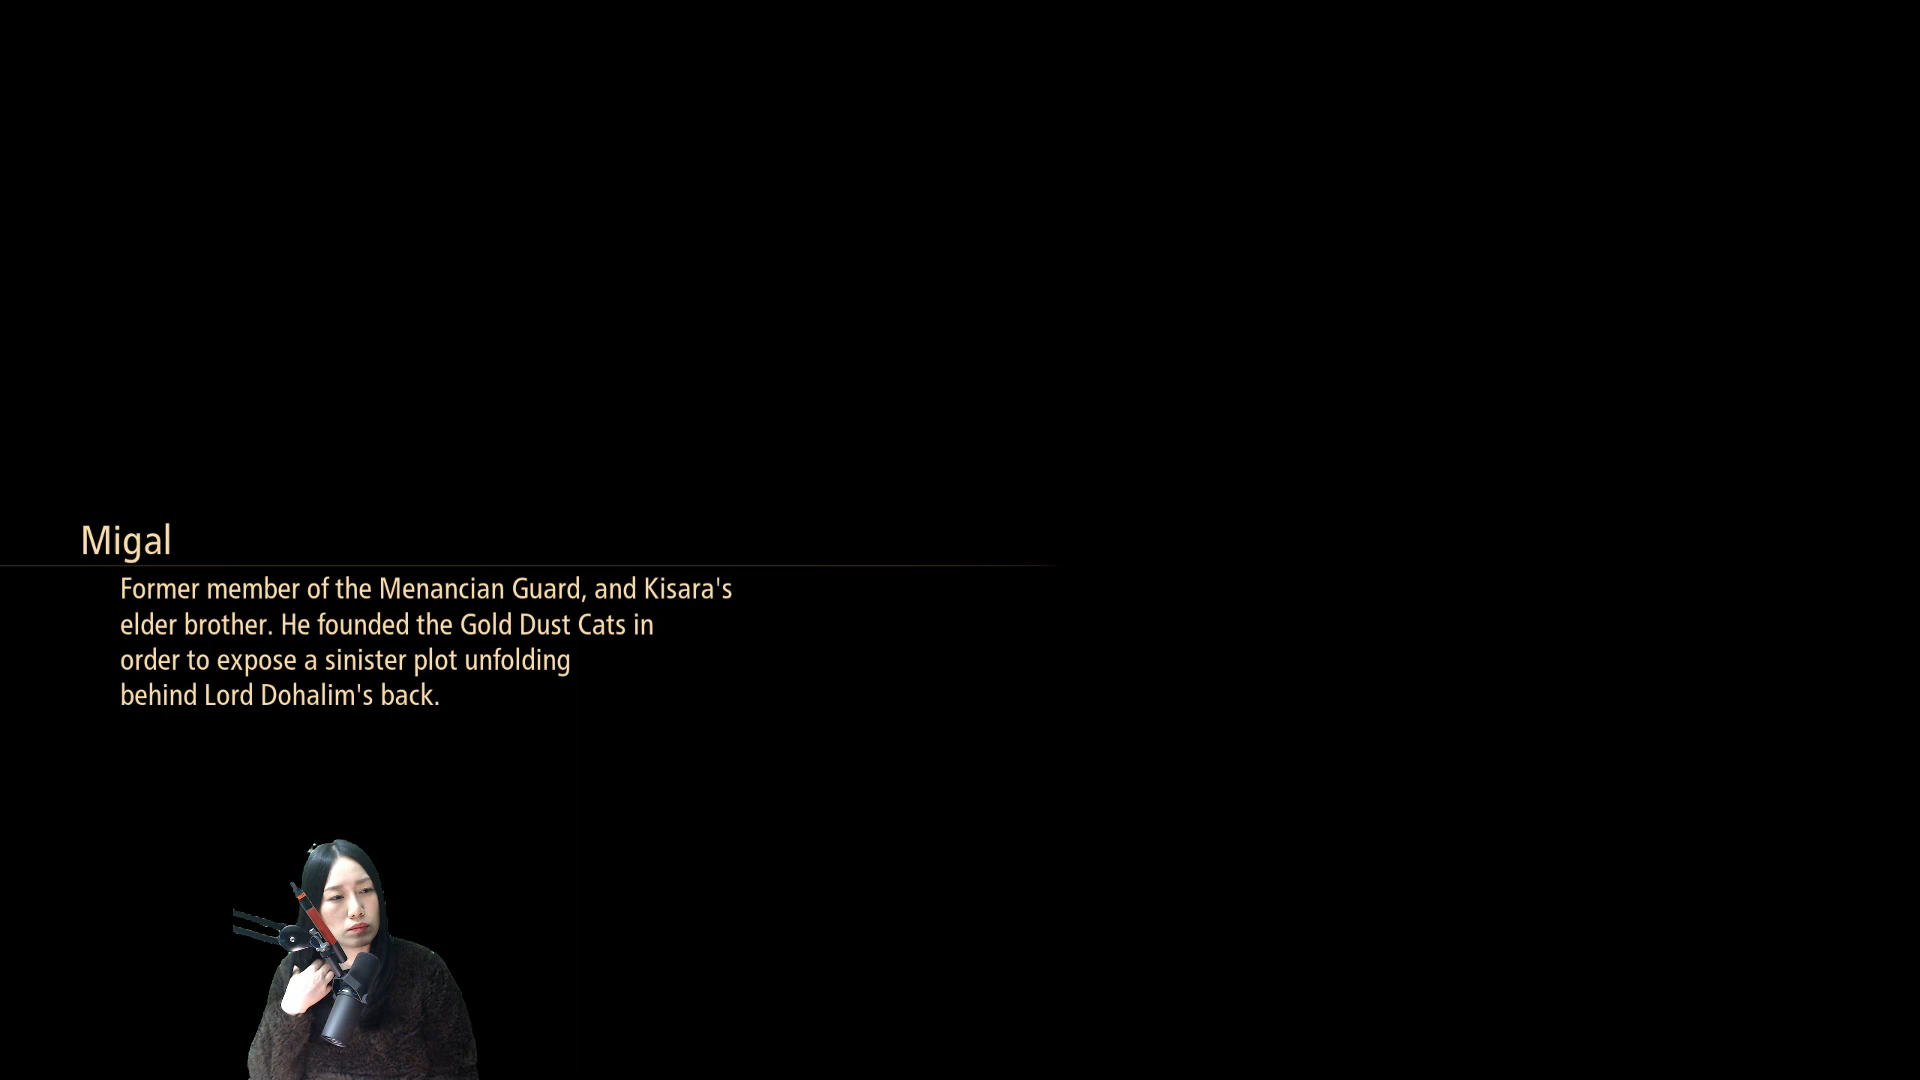 Migal
Former member of the Menancian Guard, and Kisara's
elder brother. He founded the Gold Dust Cats in
order to expose a sinister plot unfolding
behind Lord Dohalim's back.